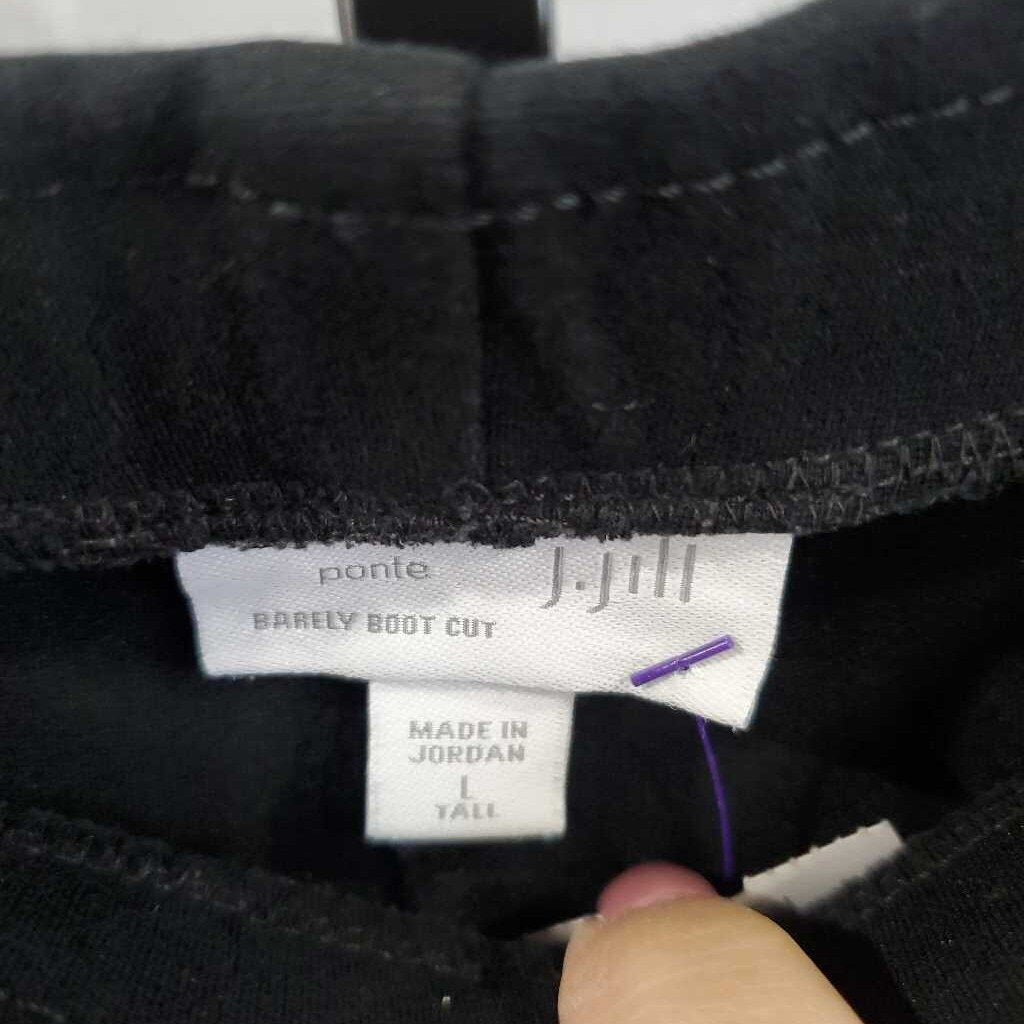 ponte
J.Jill
BARELY BOOT CUT
MADE IN
JORDAN
L
TALL